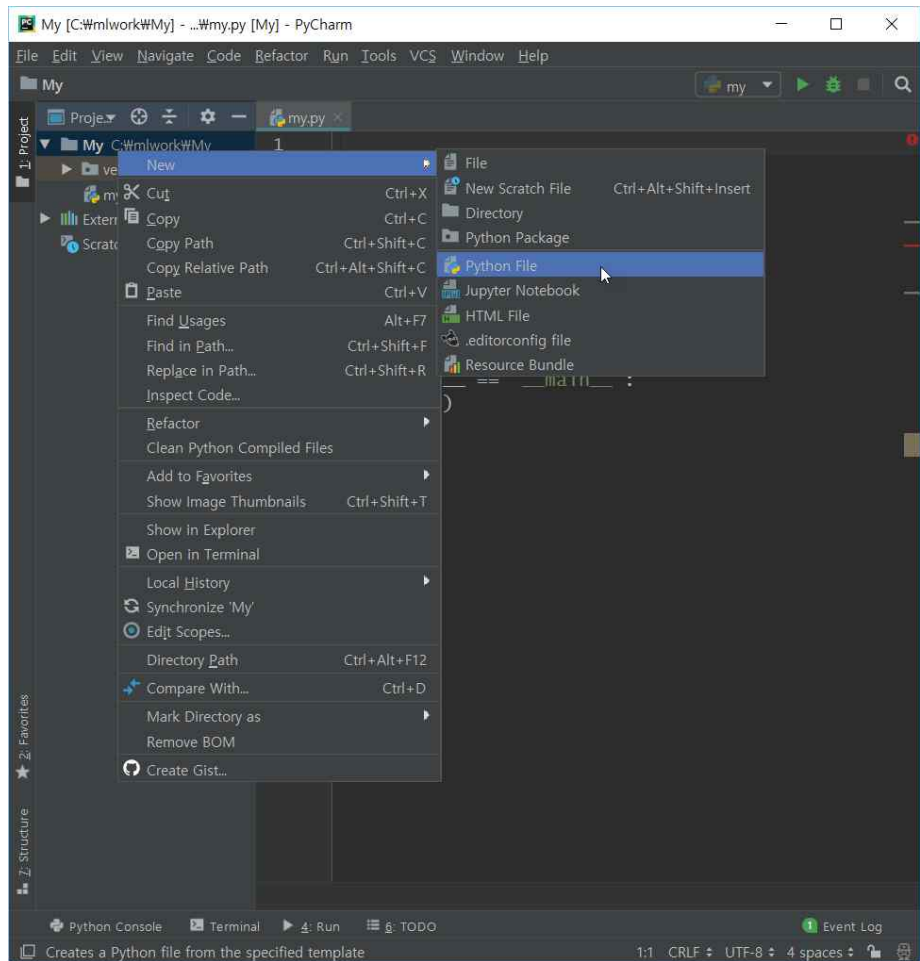 My [C:₩mlwork₩My] - ...₩my.py [My] - PyCharm
File Edit View Navigate Code Refactor Run Tools VCS Window Help
My
my
1: Project
Proje..
my.py
My C:₩mlwork₩My
1
ve
m
Extern
Scratc
New
Cut Ctrl+X
Copy Ctrl+C
Copy Path Ctrl+Shift+C
Copy Relative Path Ctrl+Alt+Shift+C
Paste Ctrl+V
Find Usages Alt+F7
Find in Path... Ctrl+Shift+F
Replace in Path... Ctrl+Shift+R
Inspect Code...
Refactor
Clean Python Compiled Files
Add to Favorites
Show Image Thumbnails Ctrl+Shift+T
Show in Explorer
Open in Terminal
Local History
Synchronize 'My'
Edit Scopes...
Directory Path Ctrl+Alt+F12
Compare With... Ctrl+D
Mark Directory as
Remove BOM
Create Gist...
File
New Scratch File Ctrl+Alt+Shift+Insert
Directory
Python Package
Python File
Jupyter Notebook
HTML File
.editorconfig file
Resource Bundle
__ == __main__ :
)
2: Favorites
7: Structure
Python Console Terminal 4: Run 6: TODO
1 Event Log
Creates a Python file from the specified template
1:1 CRLF UTF-8 4 spaces